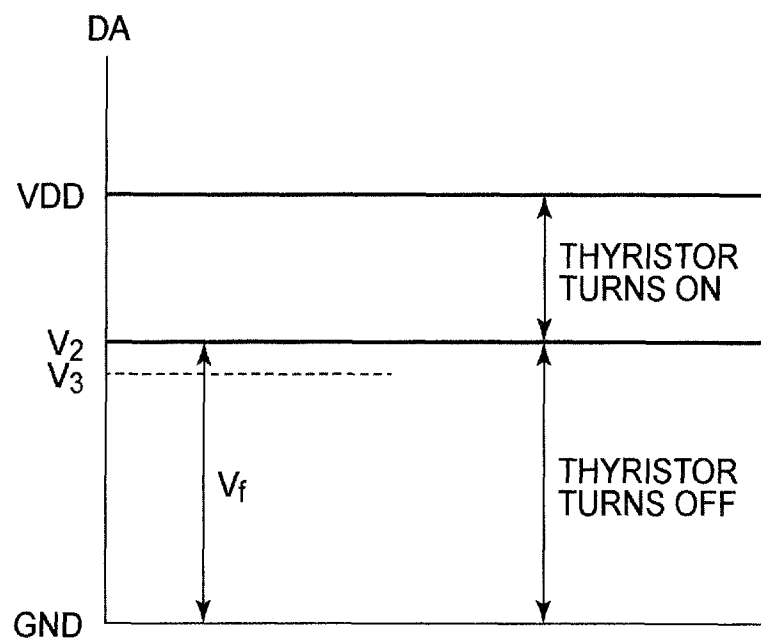 DA
VDD
THYRISTOR
TURNS ON
V2
V3
Vf
THYRISTOR
TURNS OFF
GND